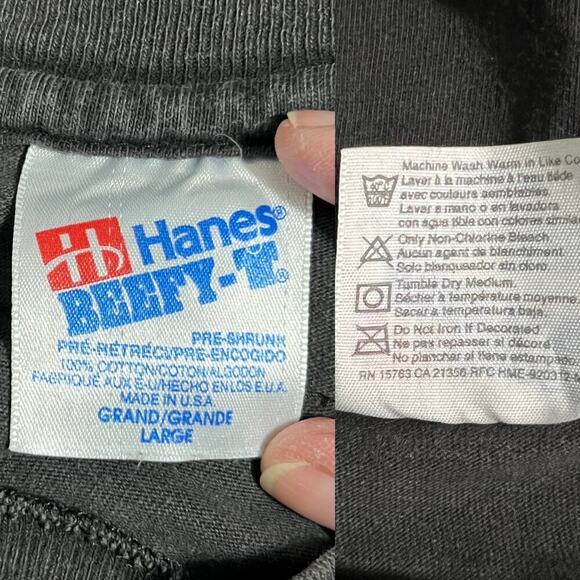 Hanes®
BEEFY-T®
PRE-SHRUNK
PRÉ-RÉTRÉCI/PRE-ENCOGIDO
100% COTTON/COTON/ALGODON
FABRIQUÉ AUX É-U/HECHO EN LOS E.U.A.
MADE IN U.S.A.
GRAND/GRANDE
LARGE
Machine Wash Warm in Like Co
Laver à la machine à l'eau tiède
avec couleurs semblables
Lavar a mano o en lavadora
con agua tibia con colores simila
Only Non-Chlorine Bleach
Aucun agent de blanchiment
Solo blanqueador sin cloro
Tumble Dry Medium
Sécher à température moyenne
Secar a temperatura baja.
Do Not Iron If Decorated
Ne pas repasser si décoré
No planchar si tiene estampado
RN 15763 CA 21356 RFC HME-920312-